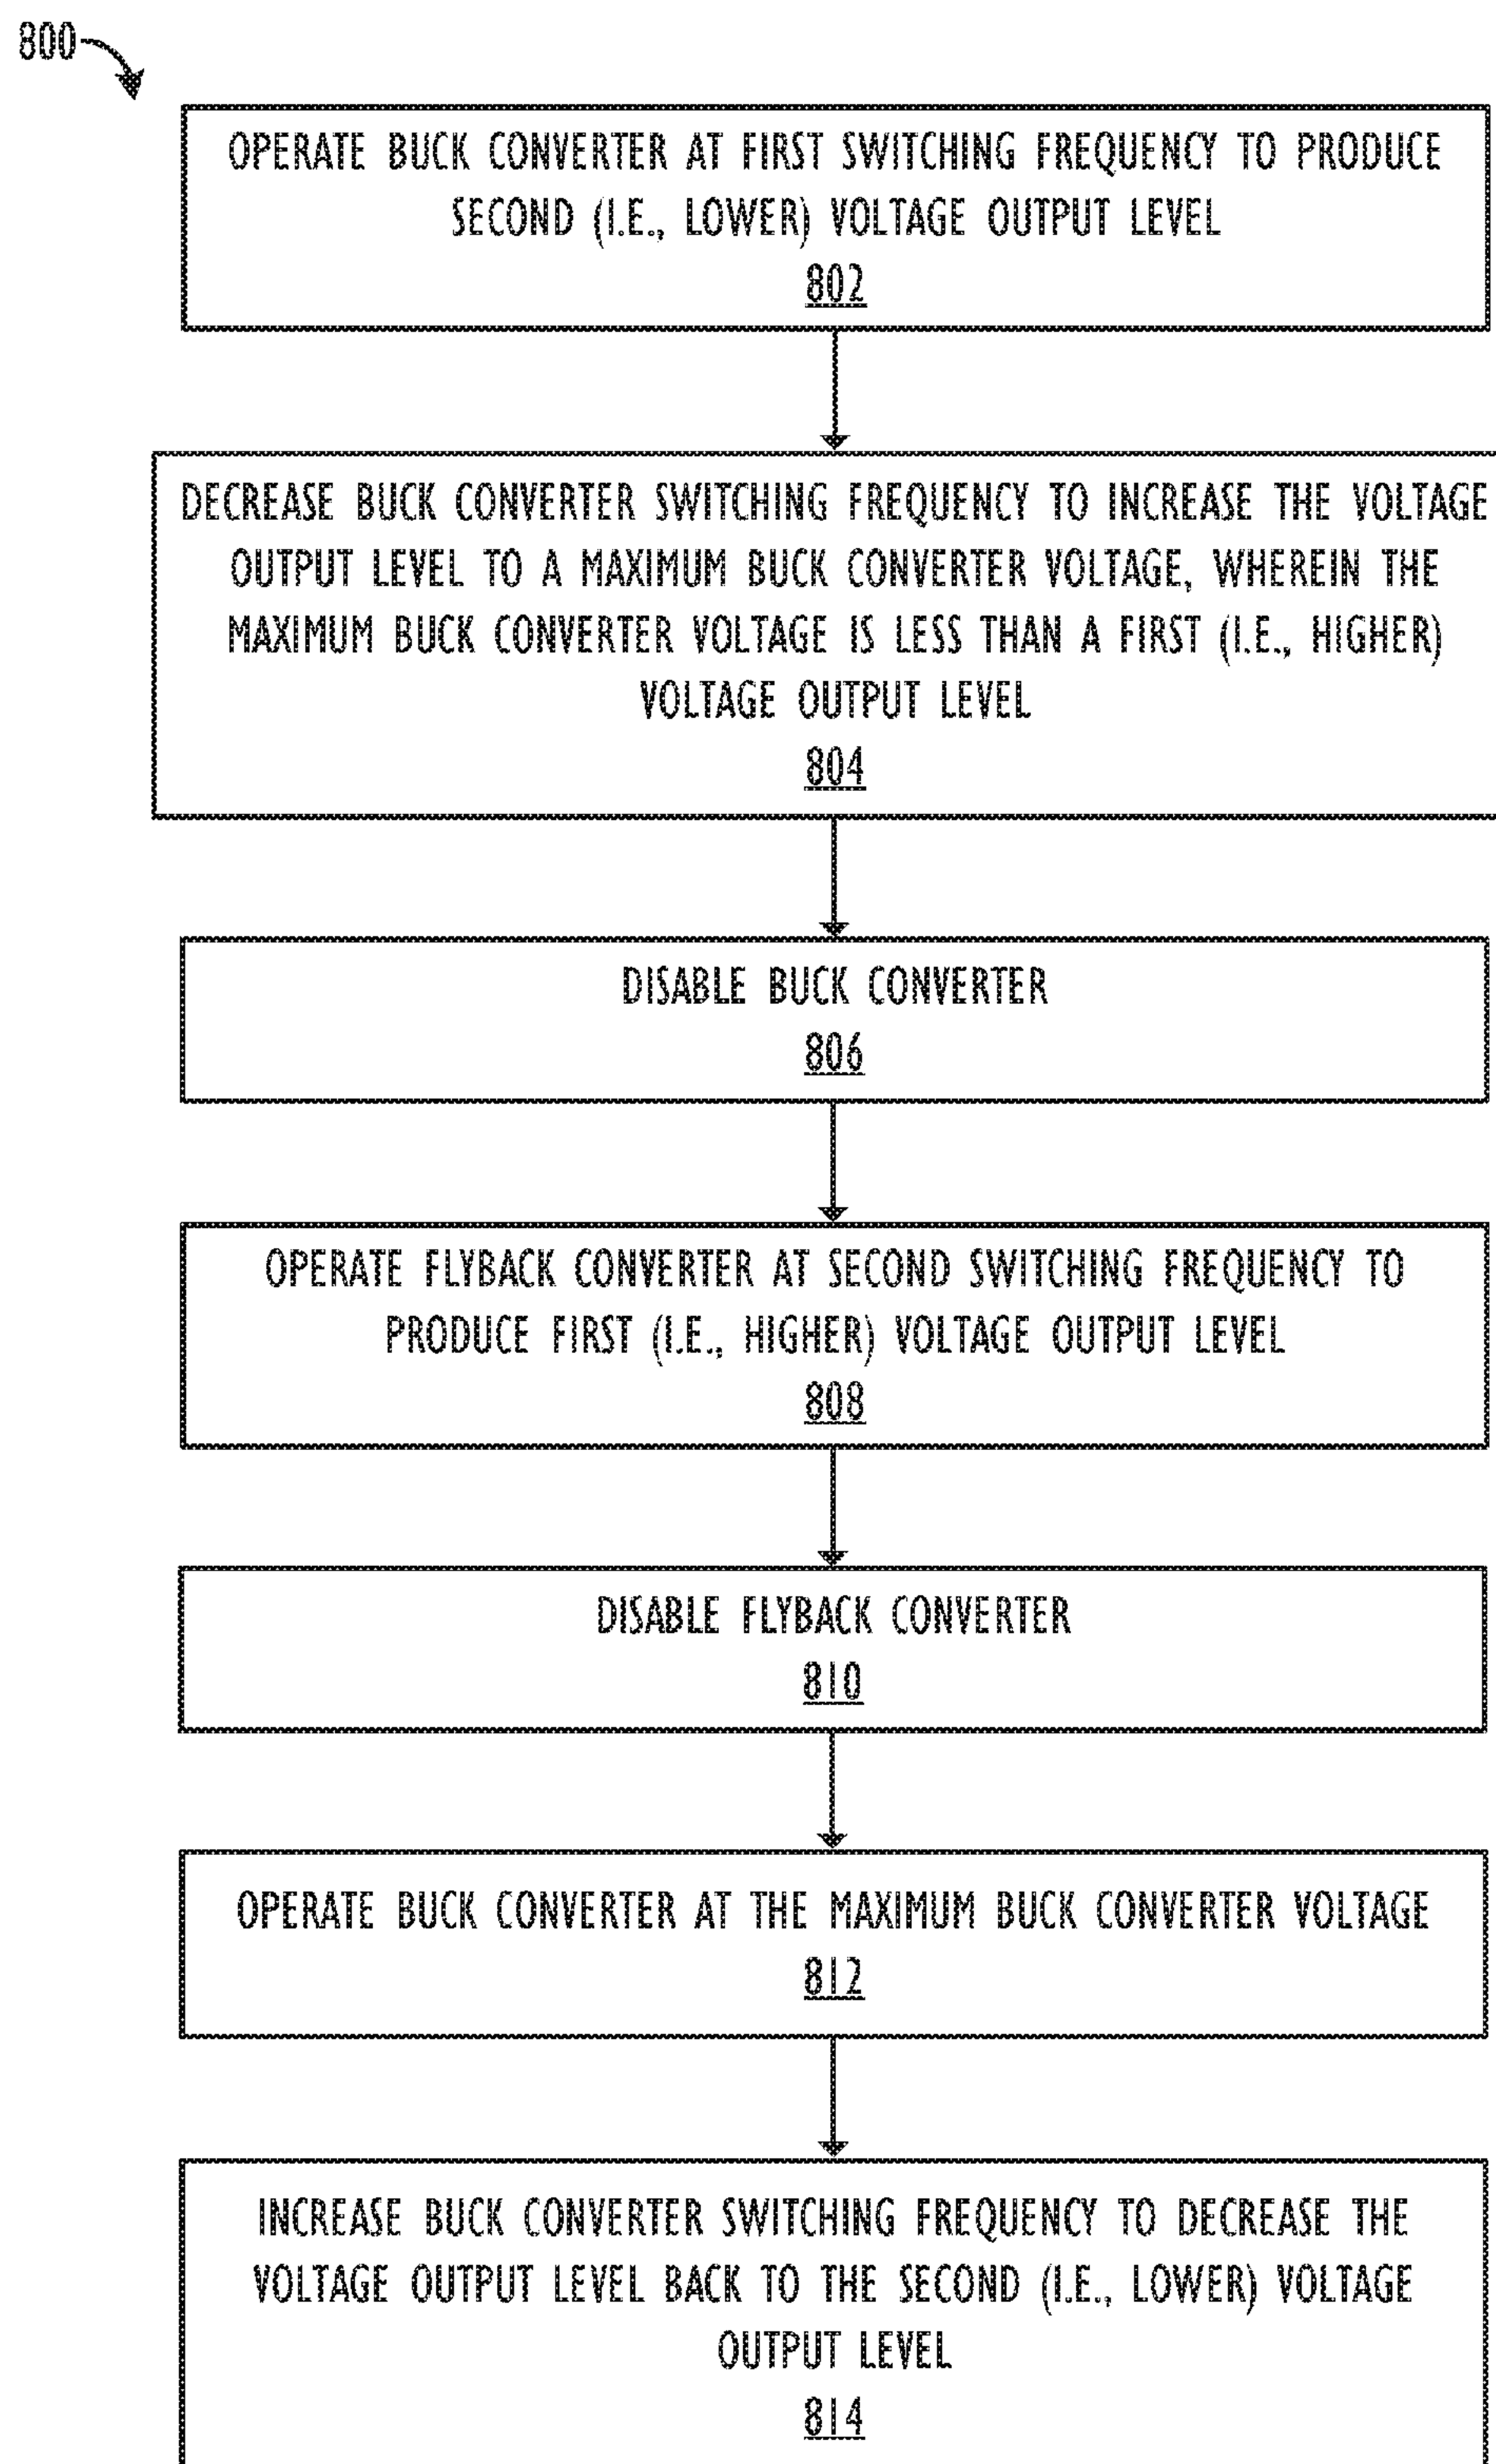 800
OPERATE BUCK CONVERTER AT FIRST SWITCHING FREQUENCY TO PRODUCE
SECOND (I.E., LOWER) VOLTAGE OUTPUT LEVEL
802
DECREASE BUCK CONVERTER SWITCHING FREQUENCY TO INCREASE THE VOLTAGE
OUTPUT LEVEL TO A MAXIMUM BUCK CONVERTER VOLTAGE, WHEREIN THE
MAXIMUM BUCK CONVERTER VOLTAGE IS LESS THAN A FIRST (I.E., HIGHER)
VOLTAGE OUTPUT LEVEL
804
DISABLE BUCK CONVERTER
806
OPERATE FLYBACK CONVERTER AT SECOND SWITCHING FREQUENCY TO
PRODUCE FIRST (I.E., HIGHER) VOLTAGE OUTPUT LEVEL
808
DISABLE FLYBACK CONVERTER
810
OPERATE BUCK CONVERTER AT THE MAXIMUM BUCK CONVERTER VOLTAGE
812
INCREASE BUCK CONVERTER SWITCHING FREQUENCY TO DECREASE THE
VOLTAGE OUTPUT LEVEL BACK TO THE SECOND (I.E., LOWER) VOLTAGE
OUTPUT LEVEL
814